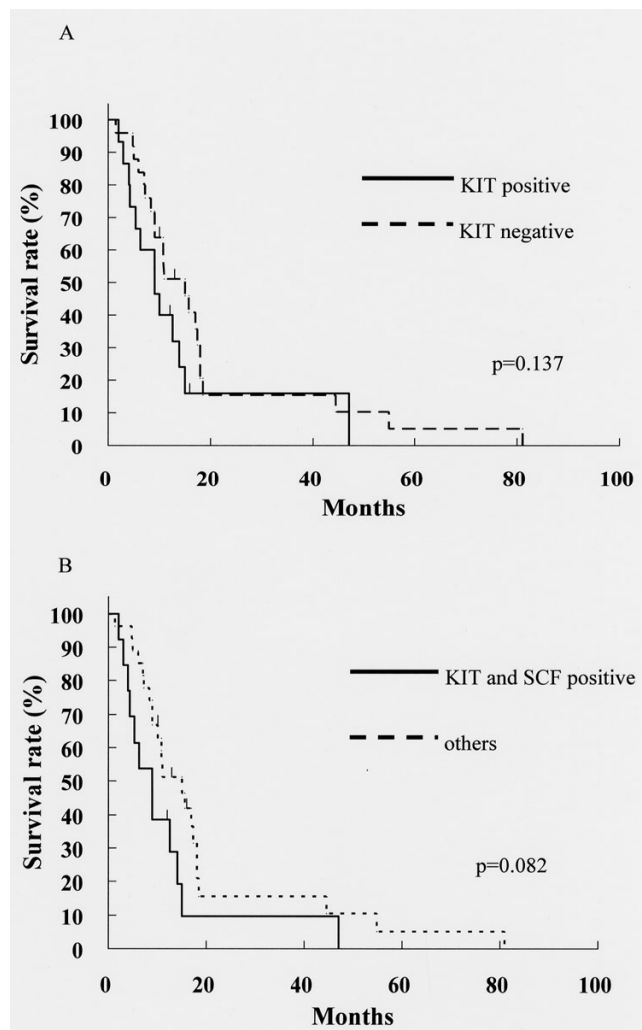 A
100
90
80
70
60
50
40
30
20
10
0
Survival rate (%)
KIT positive
KIT negative
p=0.137
0 20 40 60 80 100
Months
B
100
90
80
70
60
50
40
30
20
10
0
Survival rate (%)
KIT and SCF positive
others
p=0.082
0 20 40 60 80 100
Months